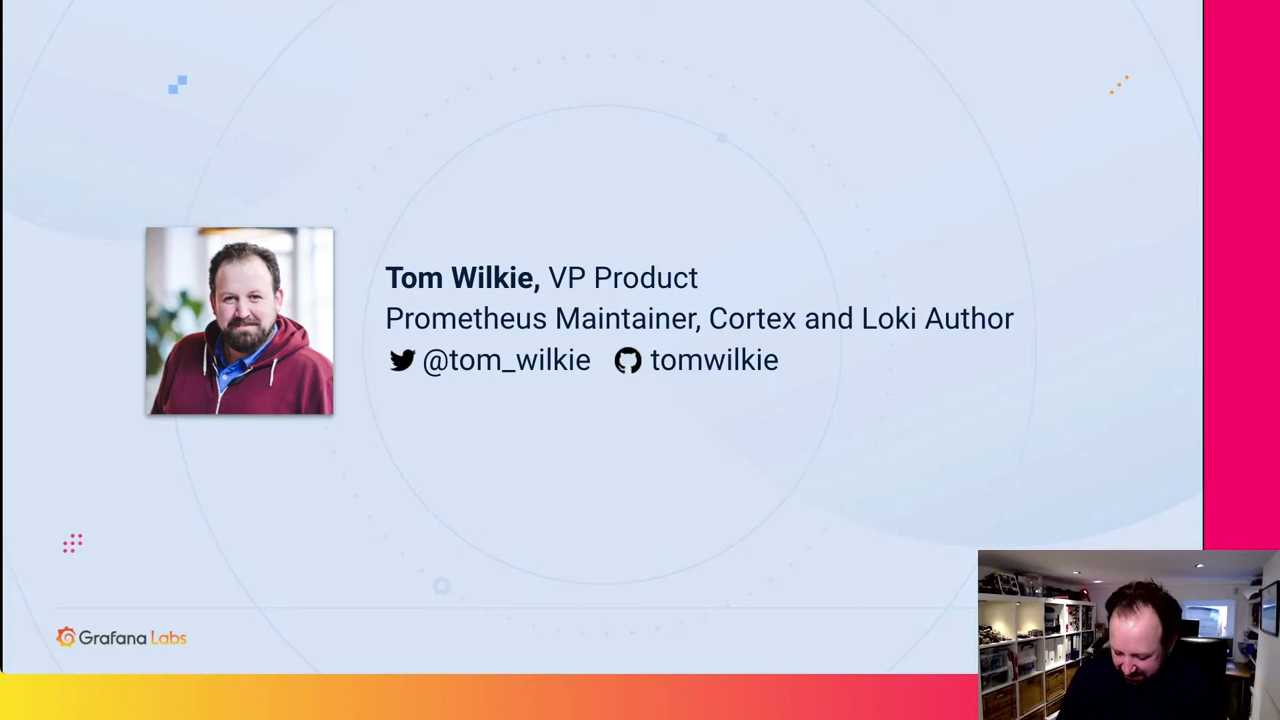 Tom Wilkie, VP Product
Prometheus Maintainer, Cortex and Loki Author
@tom_wilkie tomwilkie
Grafana Labs